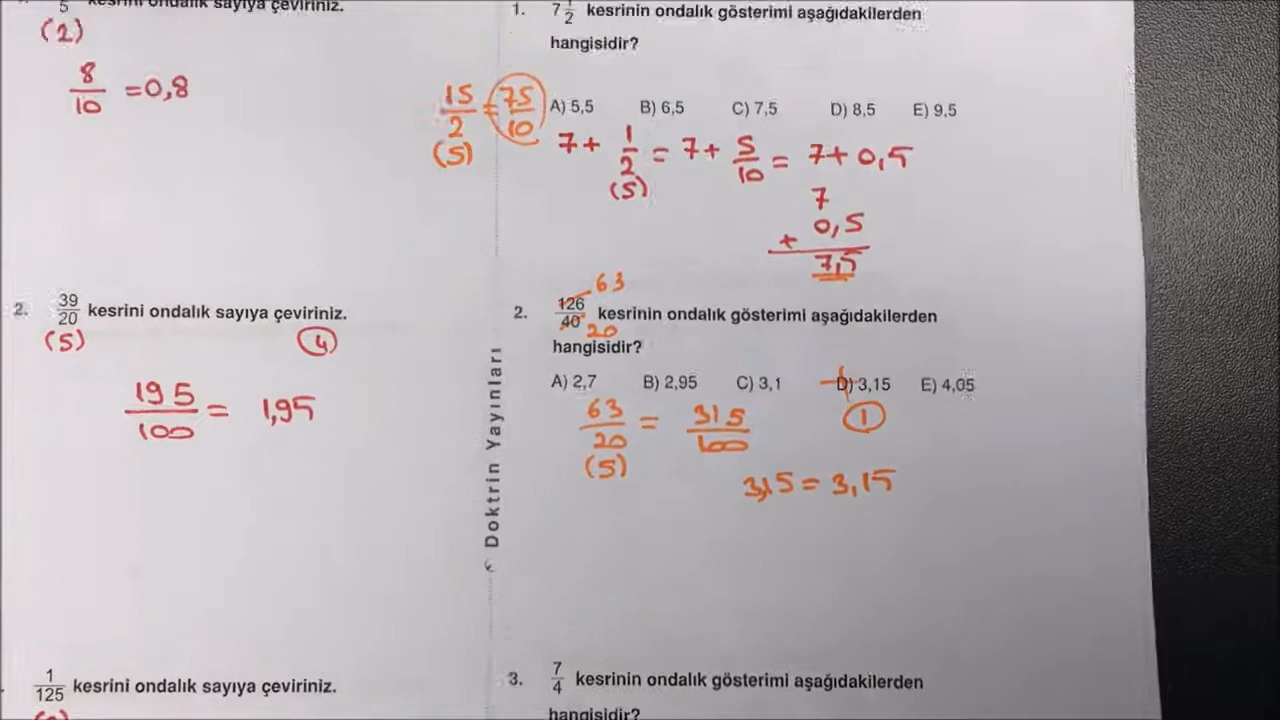 5 kesrini ondalık sayıya çeviriniz.
(2)
8/10 = 0,8
2. 39/20 kesrini ondalık sayıya çeviriniz.
(5) 4
195/100 = 1,95
1/125 kesrini ondalık sayıya çeviriniz.
Doktrin Yayınları
1. 7 1/2 kesrinin ondalık gösterimi aşağıdakilerden
hangisidir?
15/2 = 75/10
(5)
A) 5,5 B) 6,5 C) 7,5 D) 8,5 E) 9,5
7 + 1/2 = 7 + 5/10 = 7 + 0,5
(5)
7
+ 0,5
7,5
63
2. 126/40 kesrinin ondalık gösterimi aşağıdakilerden
20
hangisidir?
A) 2,7 B) 2,95 C) 3,1 D) 3,15 E) 4,05
1
63/20 = 315/100
(5)
3,15 = 3,15
3. 7/4 kesrinin ondalık gösterimi aşağıdakilerden
hangisidir?